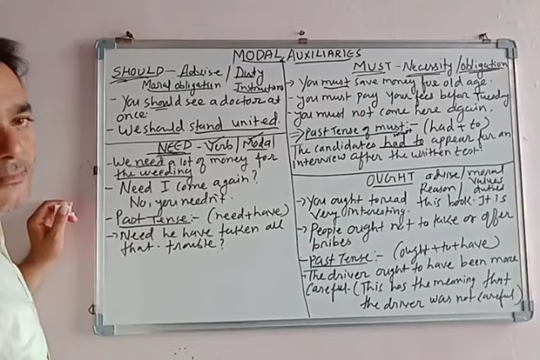 MODAL AUXILIARIES
SHOULD - Advise / Duty
Moral obligation / Instruction
- You should see a doctor at
once.
- We should stand united.
NEED - Verb / Modal
- We need a lot of money for
the weeding
- Need I come again?
No, you needn't.
- Past Tense:- (need+have)
→ Need he have taken all
that trouble?
MUST - Necessity / obligation
- You must save money for old age.
- you must pay your fees before Tuesday
- you must not come here again.
- Past Tense of must:- (had + to)
The candidates had to appear for an
interview after the written test.
OUGHT advise / moral
Reason / values
duties
- You ought to read this book. It is
very interesting.
- People ought not to take or offer
bribes
- Past Tense:- (ought+to+have)
- The driver ought to have been more
careful. (This has the meaning that
the driver was not careful)